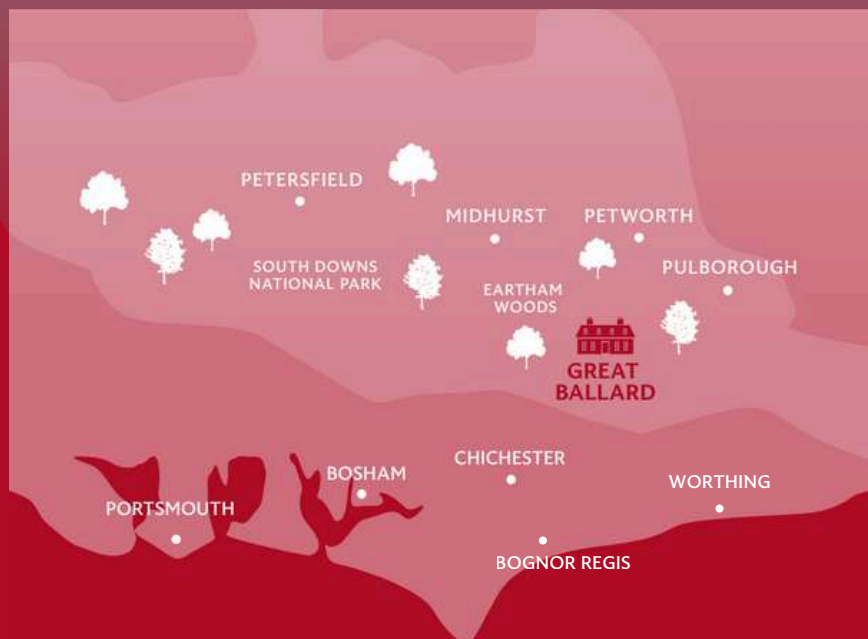 PETERSFIELD
MIDHURST
PETWORTH
SOUTH DOWNS
NATIONAL PARK
PULBOROUGH
EARTHAM
WOODS
GREAT
BALLARD
CHICHESTER
BOSHAM
WORTHING
PORTSMOUTH
BOGNOR REGIS